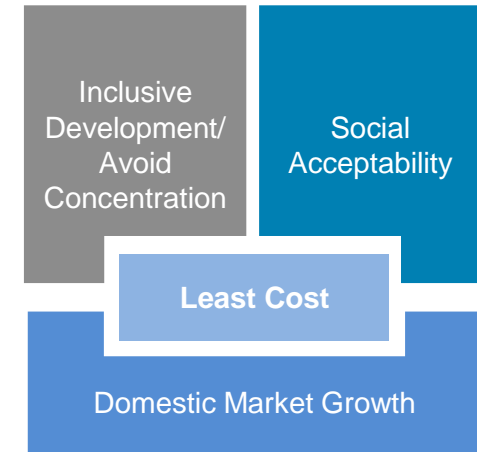 Inclusive
Development/
Avoid
Concentration
Social
Acceptability
Least Cost
Domestic Market Growth